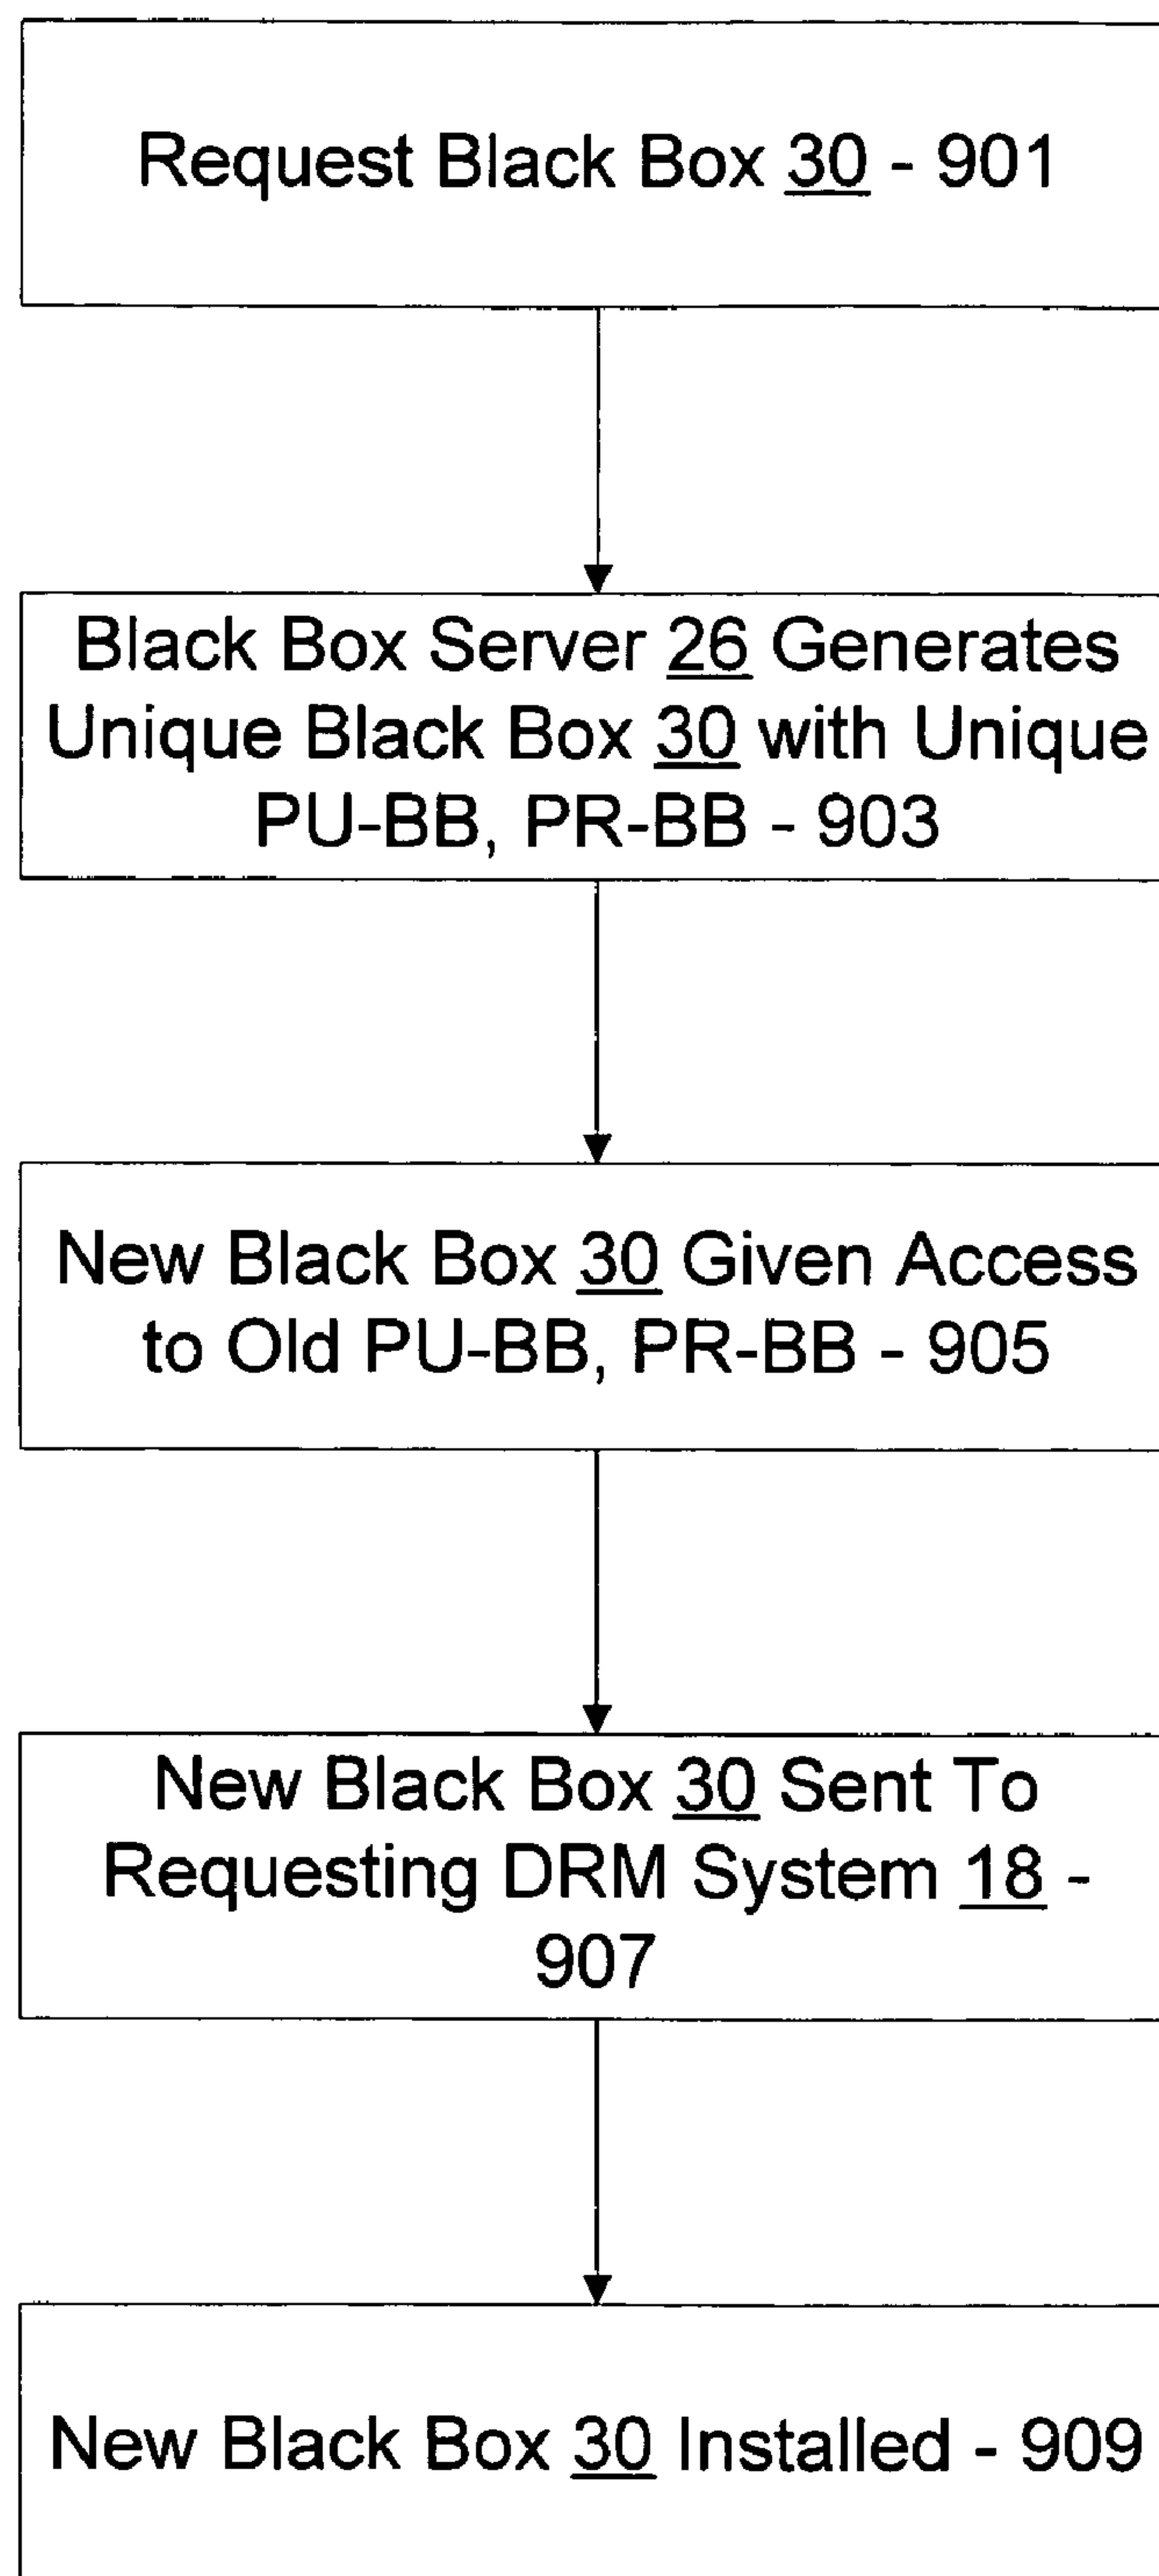 Request Black Box 30 - 901
Black Box Server 26 Generates
Unique Black Box 30 with Unique
PU-BB, PR-BB - 903
New Black Box 30 Given Access
to Old PU-BB, PR-BB - 905
New Black Box 30 Sent To
Requesting DRM System 18 -
907
New Black Box 30 Installed - 909